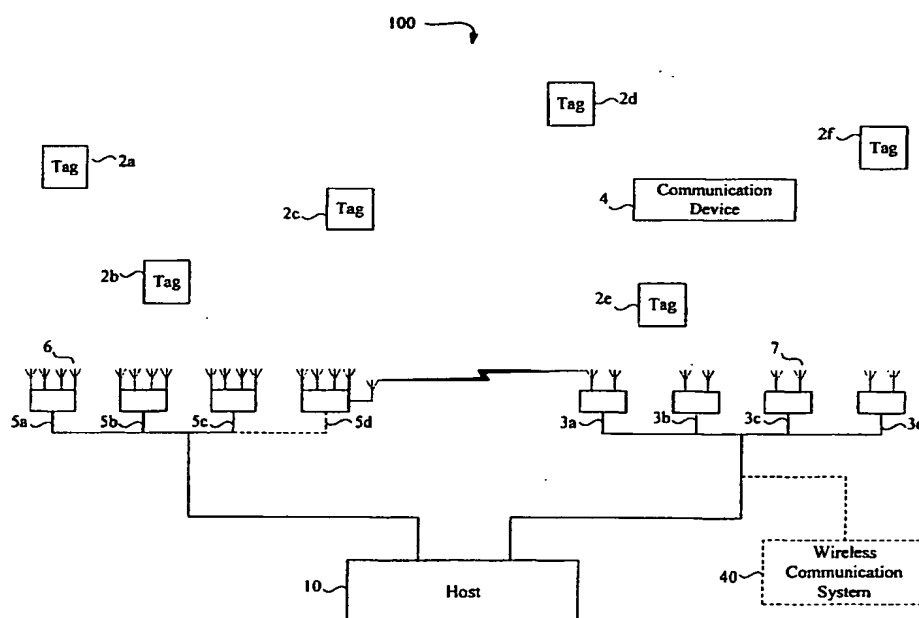 100
Tag
2d
Tag
2f
Tag
2a
Communication
Device
4
Tag
2c
2b
Tag
2e
Tag
6
7
5a
5b
5c
5d
3a
3b
3c
Wireless
Communication
System
40
10
Host